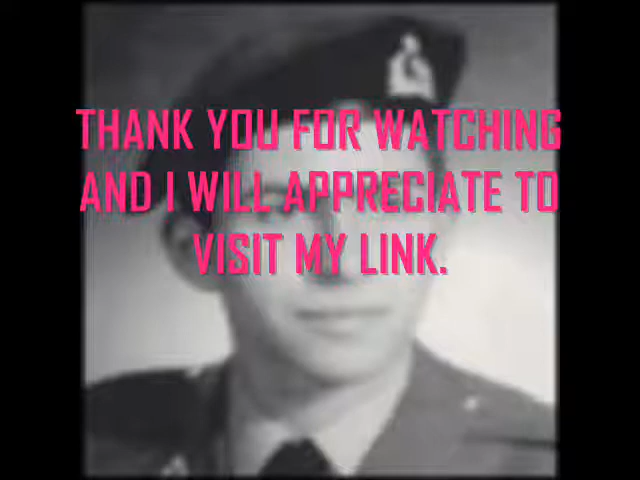 THANK YOU FOR WATCHING
AND I WILL APPRECIATE TO
VISIT MY LINK.